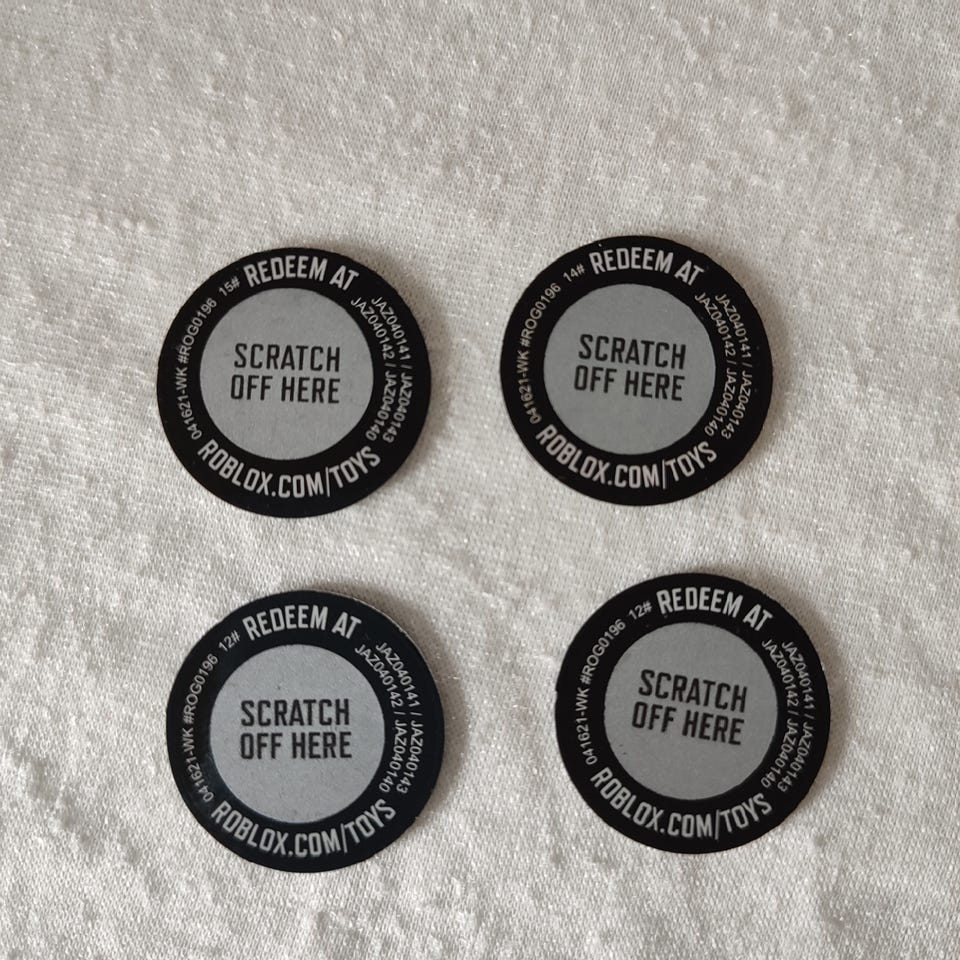 REDEEM AT
041621-WK #ROG0196 15#
JAZ040141 / JAZ040143
JAZ040142 / JAZ040140
SCRATCH
OFF HERE
ROBLOX.COM/TOYS
REDEEM AT
041621-WK #ROG0196 14#
JAZ040141 / JAZ040143
JAZ040142 / JAZ040140
SCRATCH
OFF HERE
ROBLOX.COM/TOYS
REDEEM AT
041621-WK #ROG0196 12#
JAZ040141 / JAZ040143
JAZ040142 / JAZ040140
SCRATCH
OFF HERE
ROBLOX.COM/TOYS
REDEEM AT
041621-WK #ROG0196 12#
JAZ040141 / JAZ040143
JAZ040142 / JAZ040140
SCRATCH
OFF HERE
ROBLOX.COM/TOYS